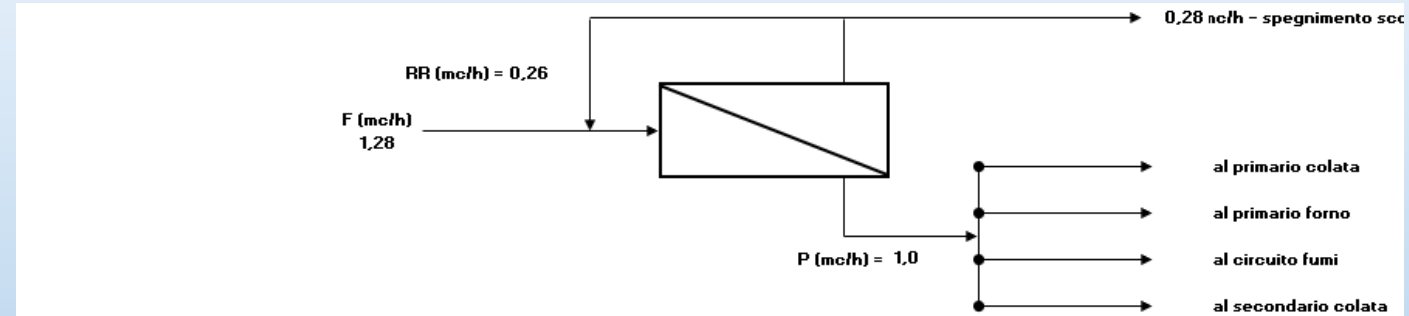 0,28 mc/h - spegnimento
RR (mc/h) = 0,26
F (mc/h)
1,28
al primario colata
al primario forno
P (mc/h) = 1,0
al circuito fumi
al secondario colata